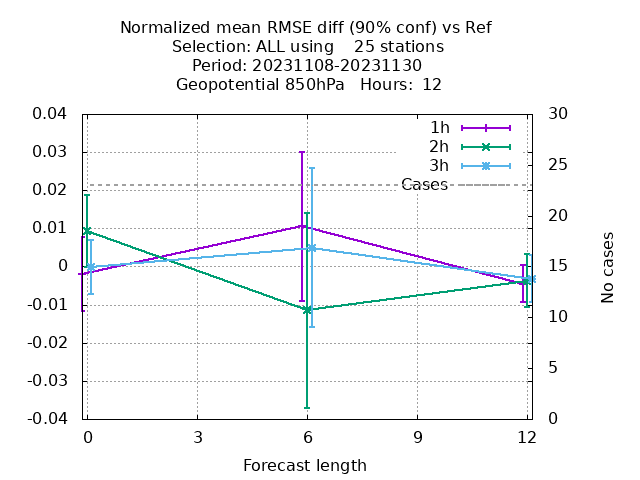 Normalized mean RMSE diff (90% conf) vs Ref
Selection: ALL using    25 stations
Period: 20231108-20231130
Geopotential 850hPa   Hours:  12
0.04
0.03
0.02
0.01
0
-0.01
-0.02
-0.03
-0.04
30
25
20
15
10
5
0
1h
2h
3h
Cases
No cases
0
3
6
9
12
Forecast length